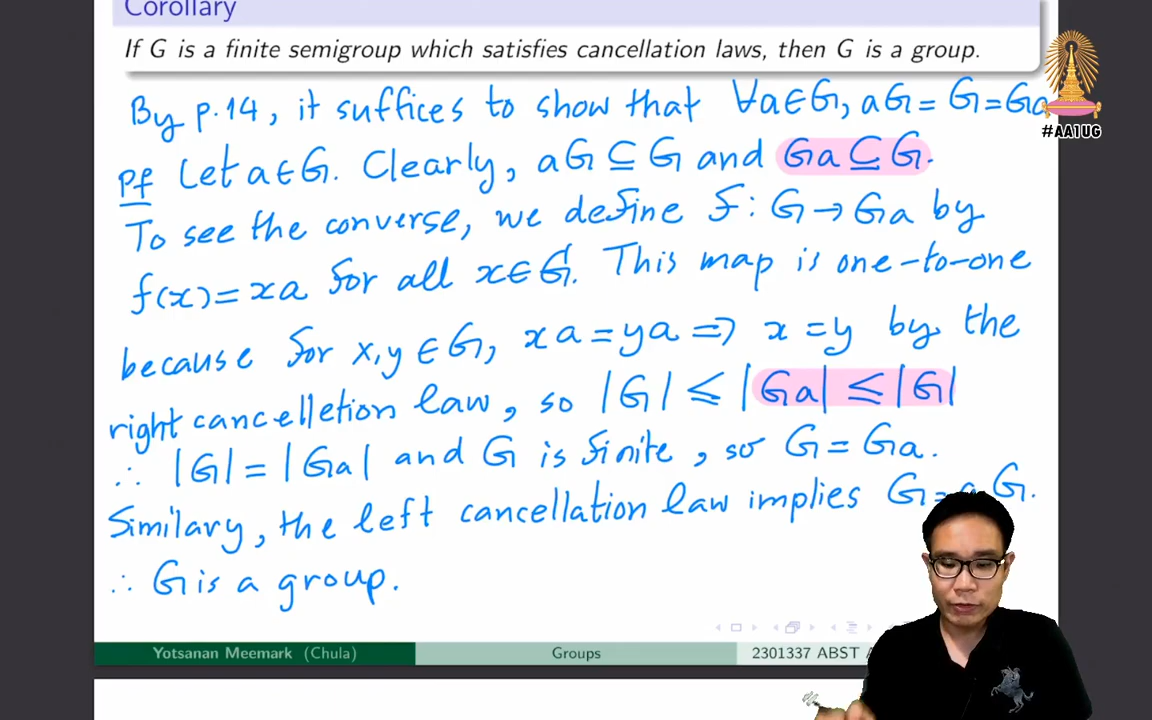 Corollary
If G is a finite semigroup which satisfies cancellation laws, then G is a group.
By p.14, it suffices to show that ∀a∈G, aG = G = Ga
#AA1UG
Pf Let a∈G. Clearly, aG ⊆ G and Ga ⊆ G.
To see the converse, we define f: G → Ga by
f(x) = xa for all x∈G. This map is one-to-one
because for x,y ∈ G, xa = ya ⇒ x = y by the
right cancelletion law, so |G| ≤ |Ga| ≤ |G|
∴ |G| = |Ga| and G is finite, so G = Ga.
Similary, the left cancellation law implies G = aG.
∴ G is a group.
Yotsanan Meemark (Chula) Groups 2301337 ABST